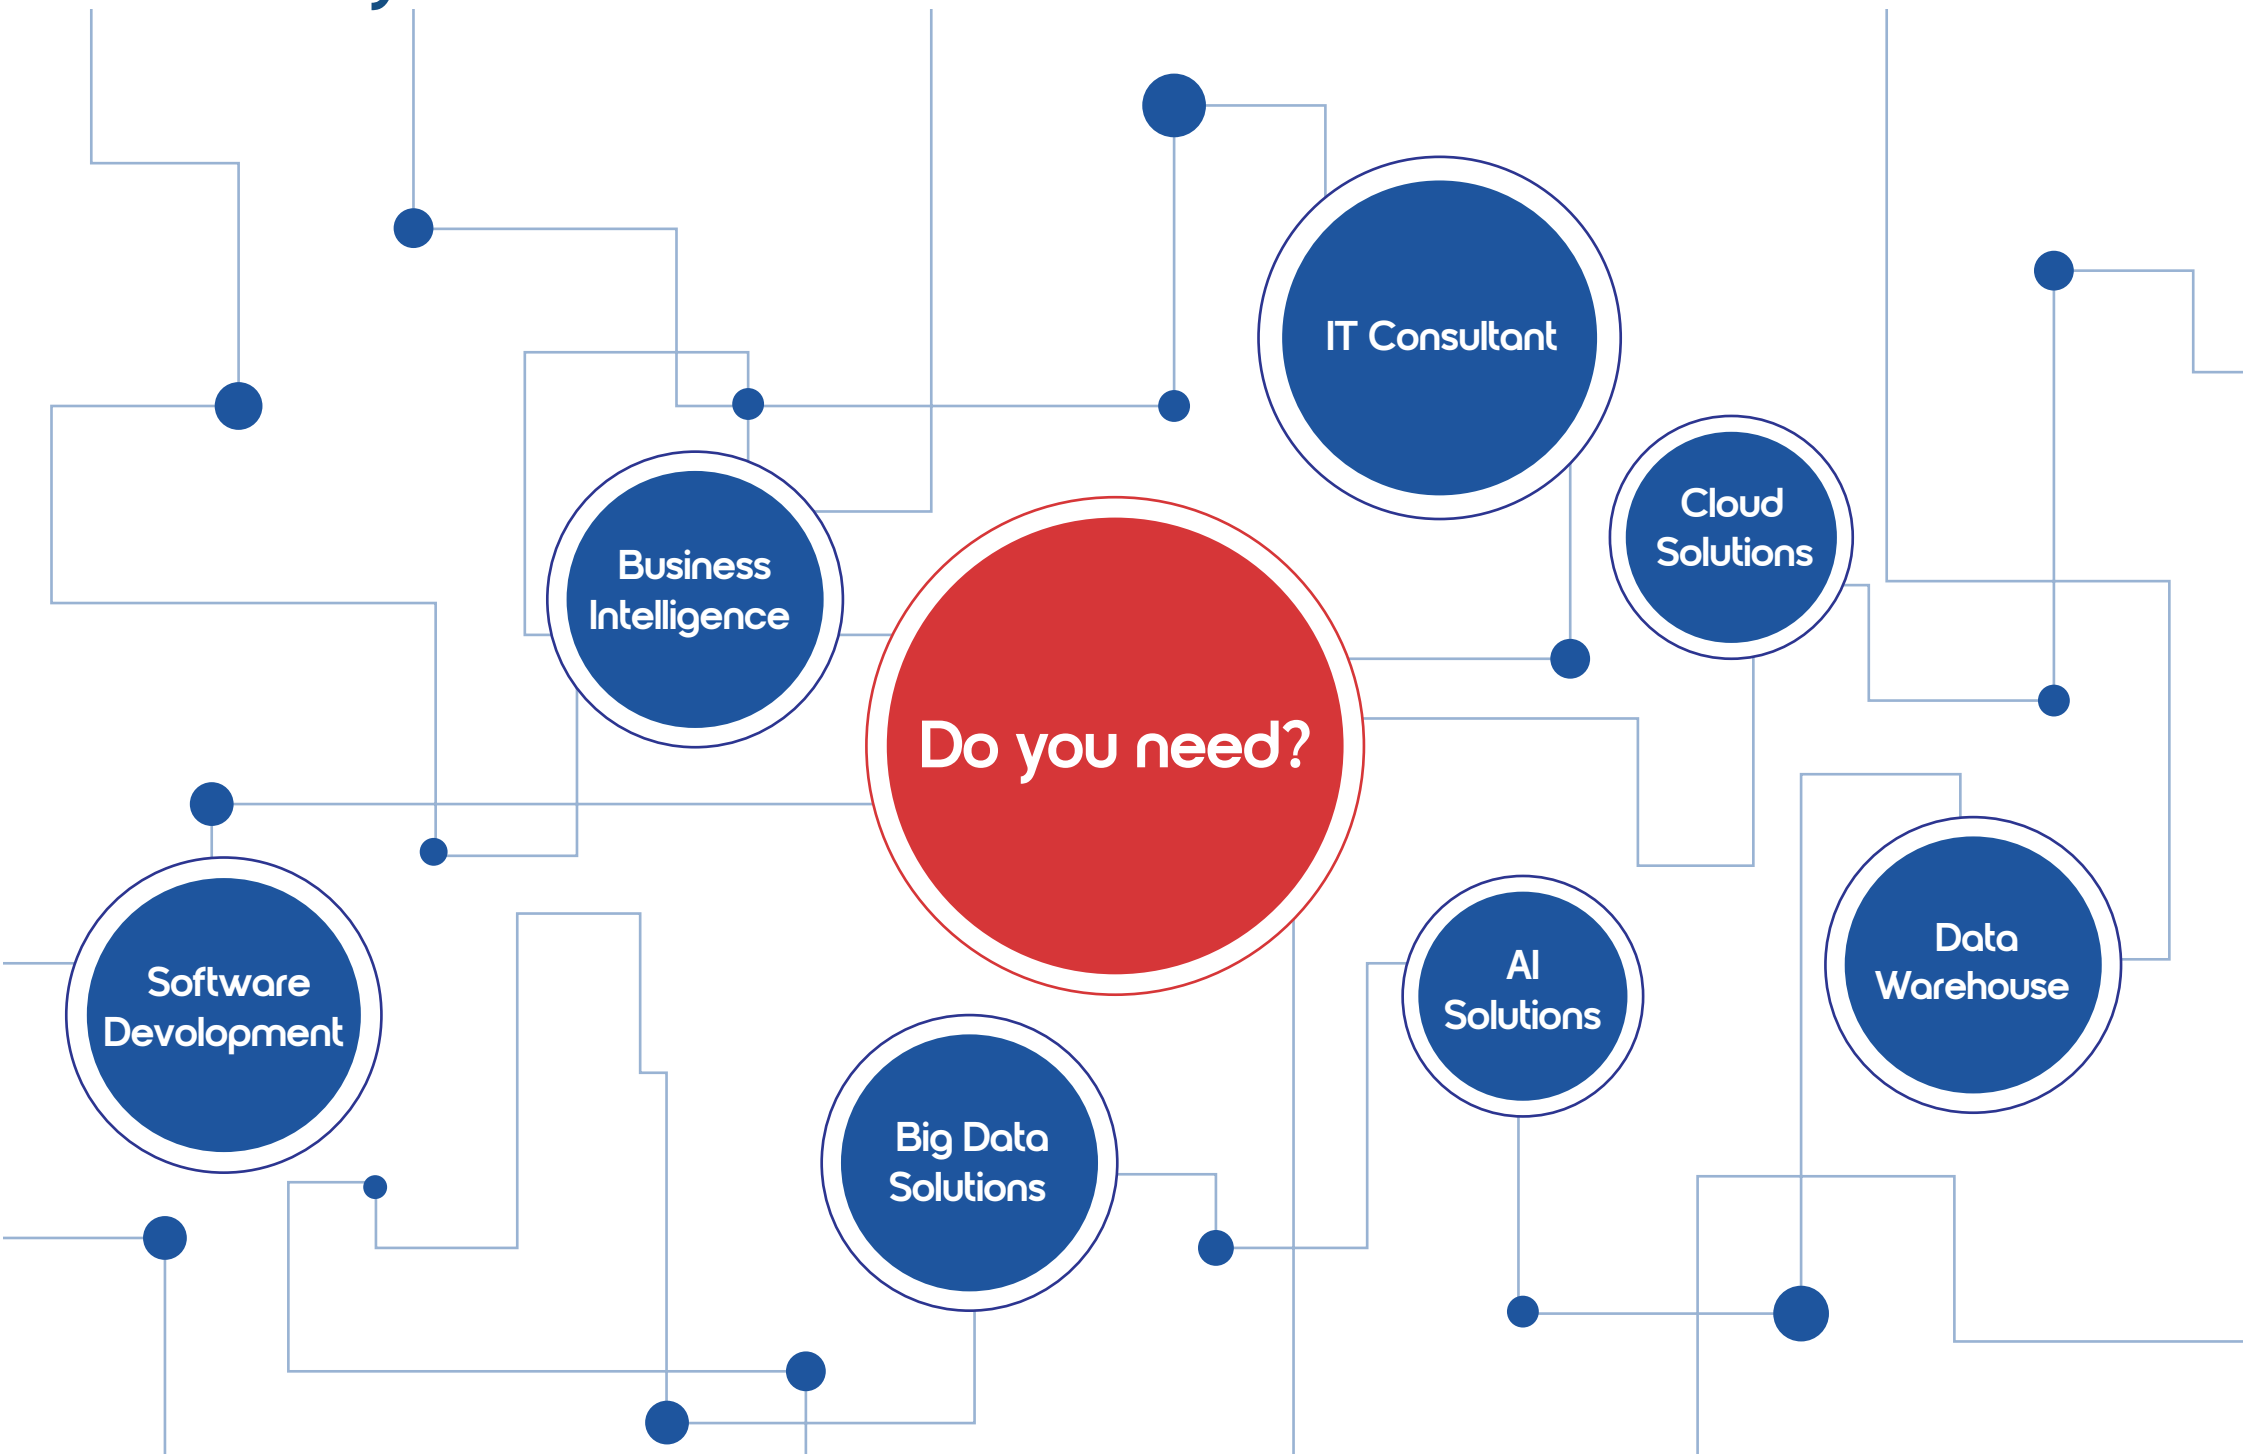 IT Consultant
Cloud
Solutions
Business
Intelligence
Do you need?
Software
Devolopment
AI
Solutions
Data
Warehouse
Big Data
Solutions